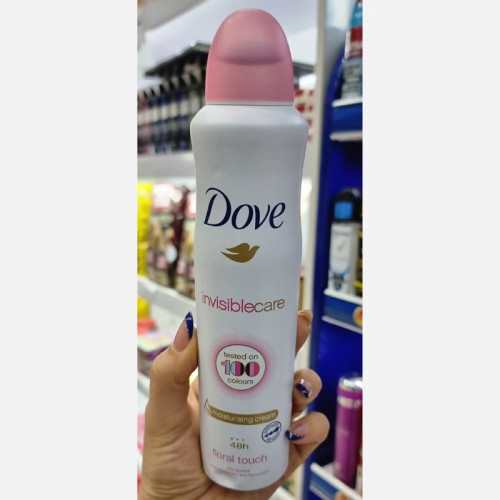 Dove
invisiblecare
tested on
100
colours
moisturising cream
48h
floral touch